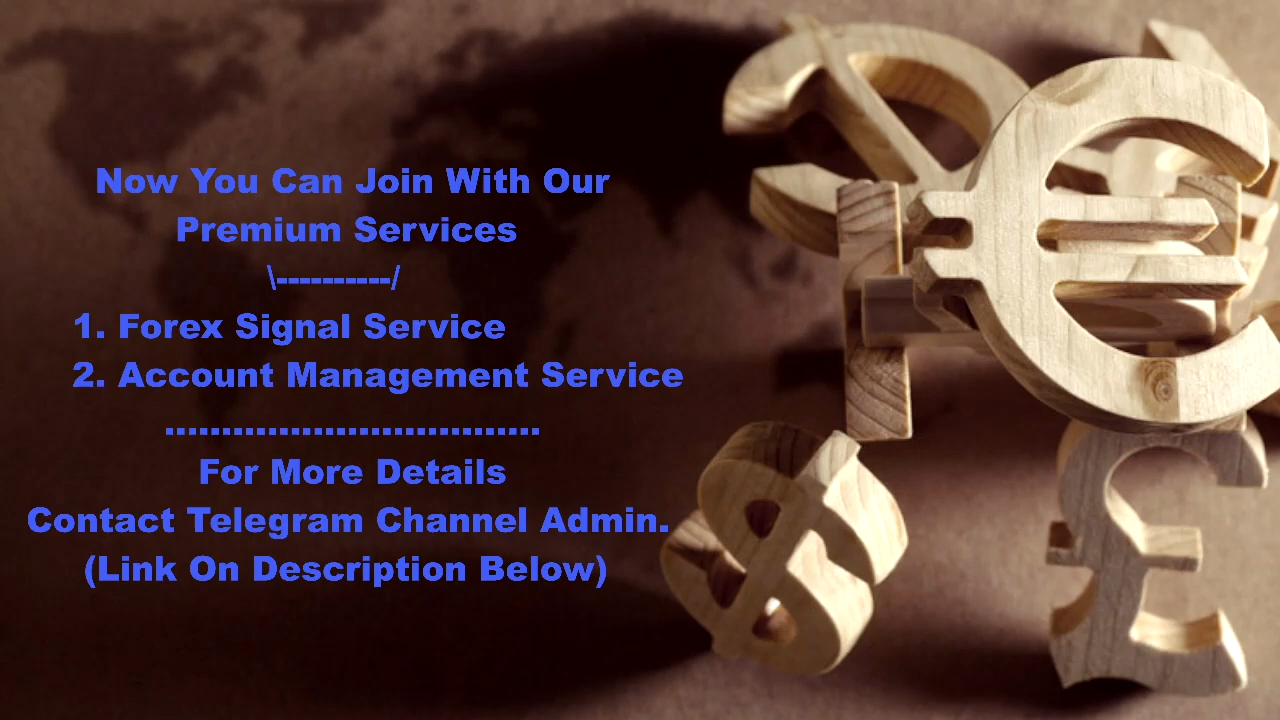 Now You Can Join With Our
Premium Services
\----------/
1. Forex Signal Service
2. Account Management Service
.................................
For More Details
Contact Telegram Channel Admin.
(Link On Description Below)